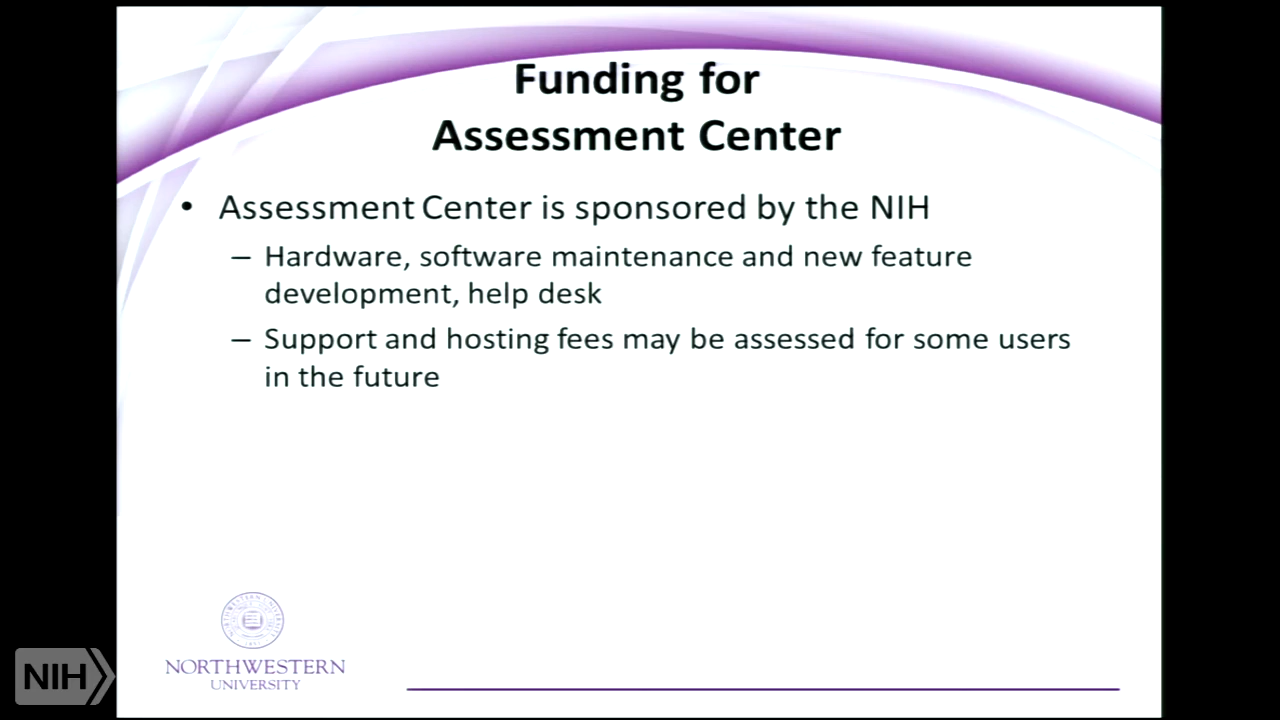 Funding for
Assessment Center
• Assessment Center is sponsored by the NIH
– Hardware, software maintenance and new feature
development, help desk
– Support and hosting fees may be assessed for some users
in the future
NORTHWESTERN
UNIVERSITY
NIH